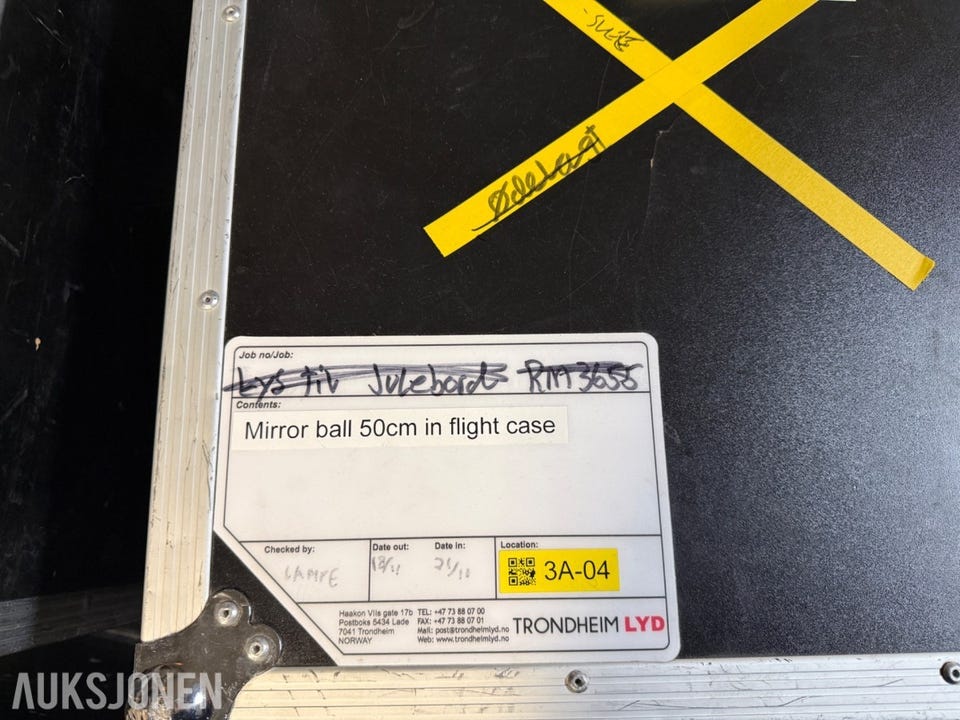 Ødelagt
Job no/Job:
Lys til Julebord RM3655
Contents:
Mirror ball 50cm in flight case
Checked by:
LAMPE
Date out:
Date in:
Location:
3A-04
Haakon VIIs gate 17b
Postboks 5434 Lade
7041 Trondheim
NORWAY
TEL: +47 73 88 07 00
FAX: +47 73 88 07 01
Mail: post@trondheimlyd.no
Web: www.trondheimlyd.no
TRONDHEIM LYD
AUKSJONEN